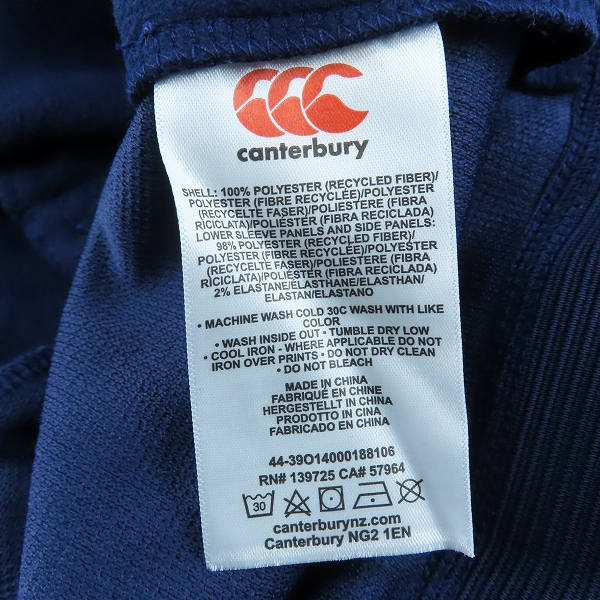 canterbury
SHELL: 100% POLYESTER (RECYCLED FIBER)/
POLYESTER (FIBRE RECYCLÉE)/POLYESTER
(RECYCELTE FASER)/POLIESTERE (FIBRA
RICICLATA)/POLIÉSTER (FIBRA RECICLADA)
LOWER SLEEVE PANELS AND SIDE PANELS:
98% POLYESTER (RECYCLED FIBER)/
POLYESTER (FIBRE RECYCLÉE)/POLYESTER
(RECYCELTE FASER)/POLIESTERE (FIBRA
RICICLATA)/POLIÉSTER (FIBRA RECICLADA)
2% ELASTANE/ÉLASTHANE/ELASTHAN/
ELASTAN/ELASTANO
• MACHINE WASH COLD 30C WASH WITH LIKE
COLOR
• WASH INSIDE OUT • TUMBLE DRY LOW
• COOL IRON - WHERE APPLICABLE DO NOT
IRON OVER PRINTS • DO NOT DRY CLEAN
• DO NOT BLEACH
MADE IN CHINA
FABRIQUÉ EN CHINE
HERGESTELLT IN CHINA
PRODOTTO IN CINA
FABRICADO EN CHINA
44-39O14000188106
RN# 139725 CA# 57964
30
canterburynz.com
Canterbury NG2 1EN